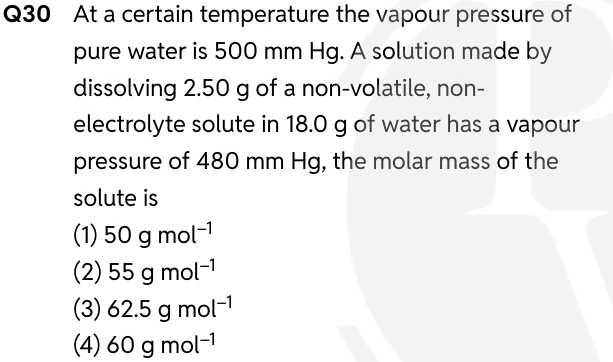 Q30 At a certain temperature the vapour pressure of
pure water is 500 mm Hg. A solution made by
dissolving 2.50 g of a non-volatile, non-
electrolyte solute in 18.0 g of water has a vapour
pressure of 480 mm Hg, the molar mass of the
solute is
(1) 50 g mol⁻¹
(2) 55 g mol⁻¹
(3) 62.5 g mol⁻¹
(4) 60 g mol⁻¹